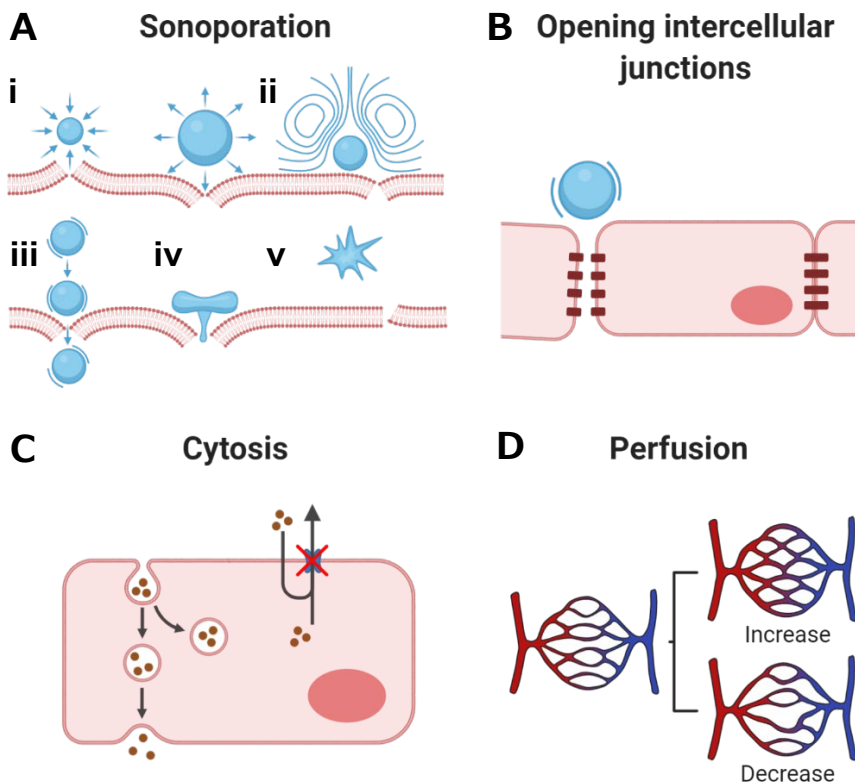 A Sonoporation
B Opening intercellular
junctions
i
ii
iii
iv
v
C Cytosis
D Perfusion
Increase
Decrease